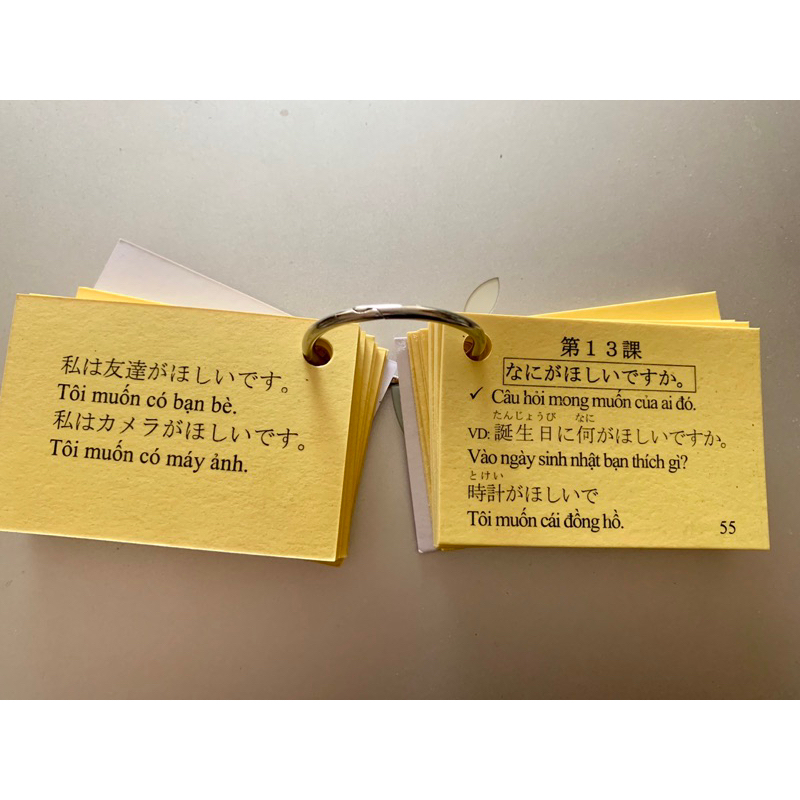 私は友達がほしいです。
Tôi muốn có bạn bè.
私はカメラがほしいです。
Tôi muốn có máy ảnh.
第１３課
なにがほしいですか。
✓ Câu hỏi mong muốn của ai đó.
たんじょうび なに
VD: 誕生日に何がほしいですか。
Vào ngày sinh nhật bạn thích gì?
とけい
時計がほしいで
Tôi muốn cái đồng hồ.
55